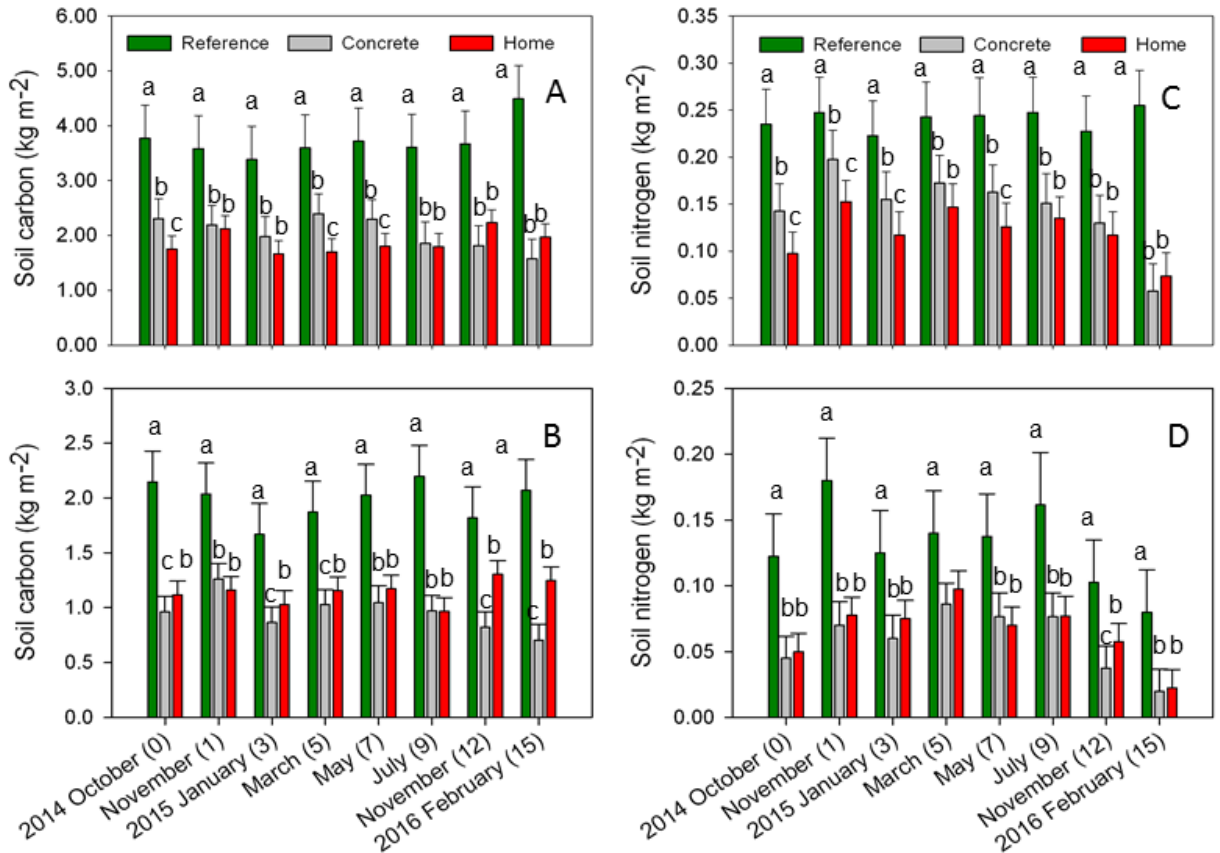 Reference Concrete Home
A
Soil carbon (kg m-2)
6.00
5.00
4.00
3.00
2.00
1.00
0.00
a a a a a a a a
b b b b b b b b
c b b c c b b b
Reference Concrete Home
C
Soil nitrogen (kg m-2)
0.35
0.30
0.25
0.20
0.15
0.10
0.05
0.00
a a a a a a a a
b b b b b b b b
c c c b c b b b
B
Soil carbon (kg m-2)
3.0
2.5
2.0
1.5
1.0
0.5
0.0
a a a a a a a a
c b c c b b c c
b b b b b b b b
2014 October (0)
November (1)
2015 January (3)
March (5)
May (7)
July (9)
November (12)
2016 February (15)
D
Soil nitrogen (kg m-2)
0.25
0.20
0.15
0.10
0.05
0.00
a a a a a a a a
b b b b b c b
b b b b b b b
2014 October (0)
November (1)
2015 January (3)
March (5)
May (7)
July (9)
November (12)
2016 February (15)